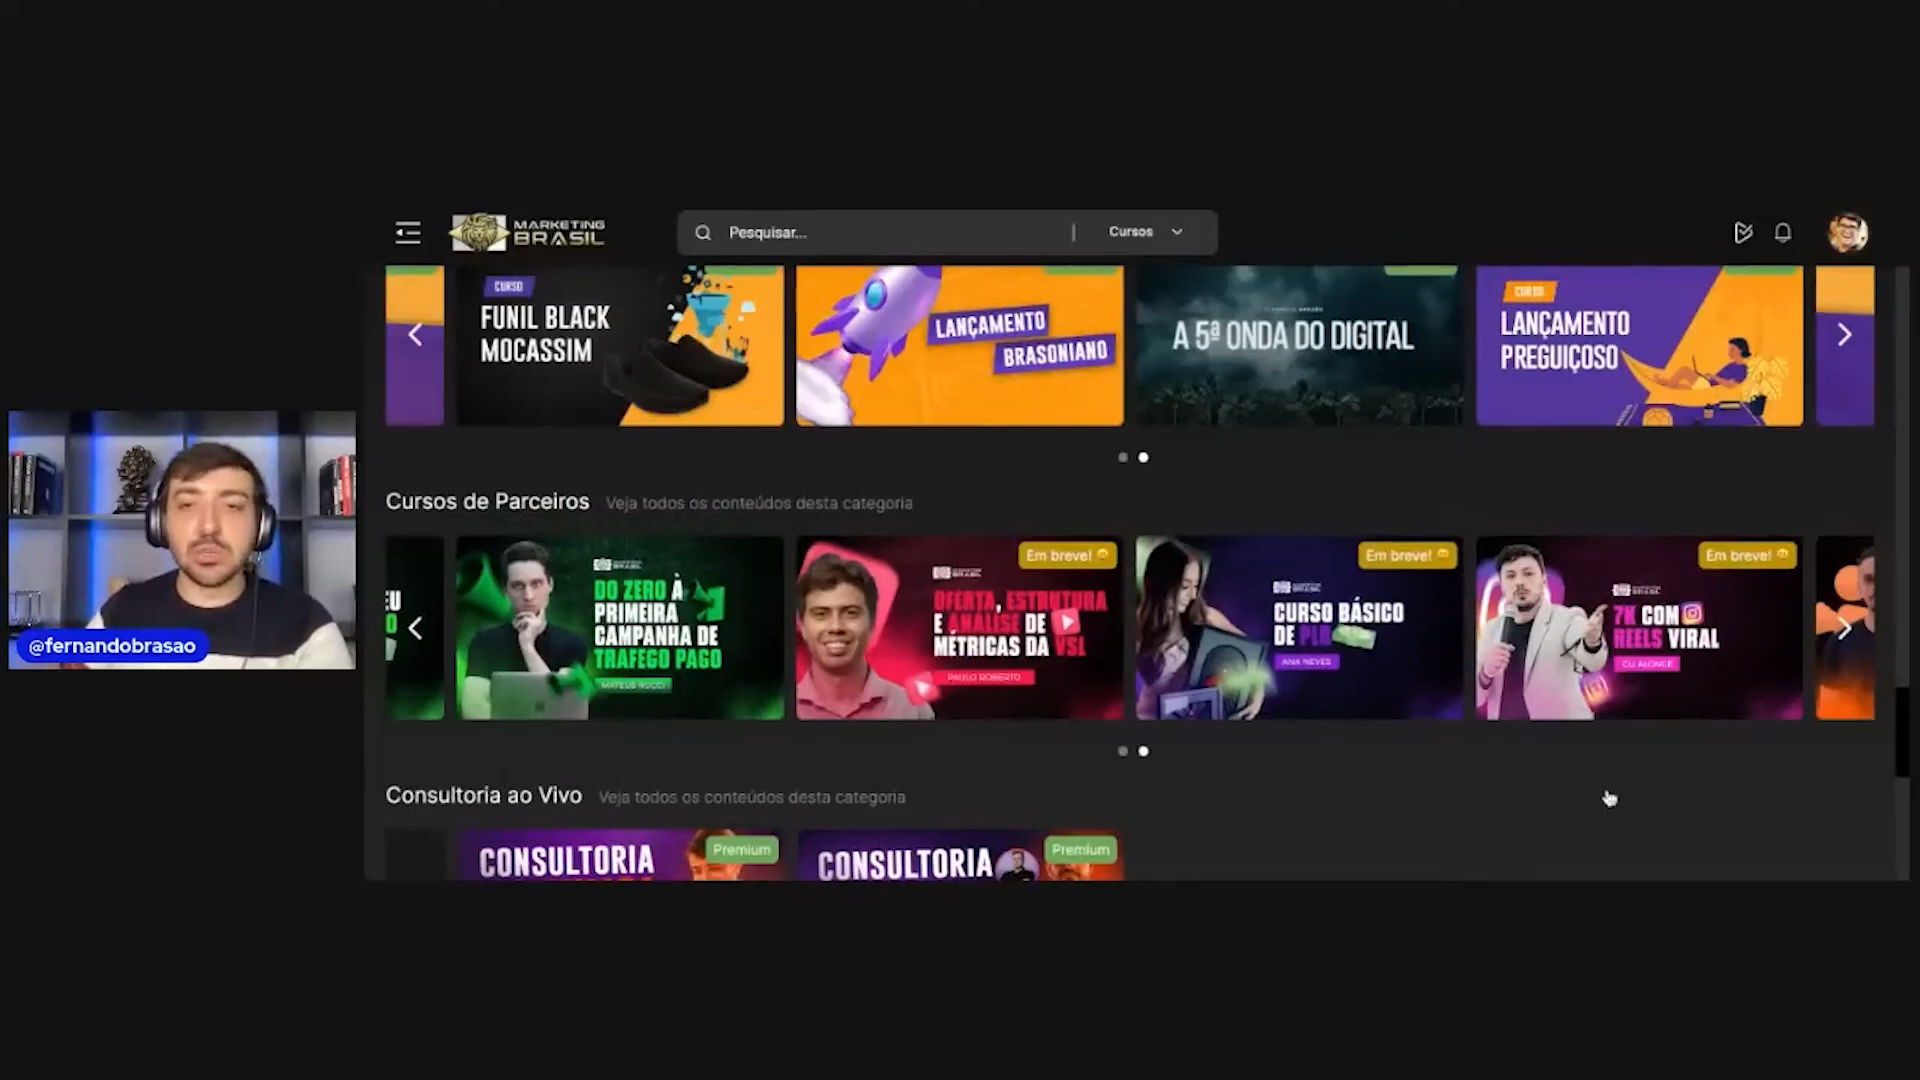 MARKETING
BRASIL
Pesquisar...
Cursos
CURSO
FUNIL BLACK
MOCASSIM
LANÇAMENTO
BRASONIANO
A 5ª ONDA DO DIGITAL
CURSO
LANÇAMENTO
PREGUIÇOSO
@fernandobrasao
Cursos de Parceiros
Veja todos os conteúdos desta categoria
DO ZERO À
PRIMEIRA
CAMPANHA DE
TRAFEGO PAGO
Em breve!
OFERTA, ESTRUTURA
E ANÁLISE DE
MÉTRICAS DA VSL
PAULO ROBERTO
Em breve!
CURSO BÁSICO
DE PLR
ANA NEVES
Em breve!
7K COM
REELS VIRAL
Consultoria ao Vivo
Veja todos os conteúdos desta categoria
CONSULTORIA
Premium
CONSULTORIA
Premium